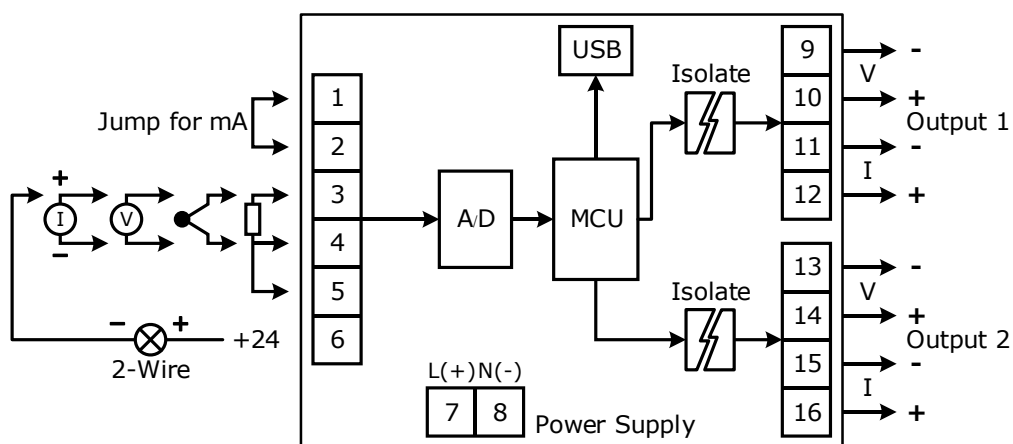 USB
Isolate
9
-
V
10
+
Output 1
11
-
I
12
+
1
Jump for mA
2
3
+
I
V
-
4
A/D
MCU
5
6
- + +24
2-Wire
Isolate
13
-
V
14
+
Output 2
15
-
I
16
+
L(+) N(-)
7 8
Power Supply